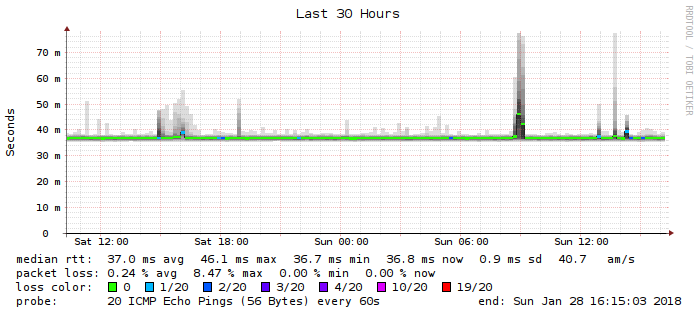 Last 30 Hours
RRDTOOL / TOBI OETIKER
Seconds
70 m
60 m
50 m
40 m
30 m
20 m
10 m
0
Sat 12:00 Sat 18:00 Sun 00:00 Sun 06:00 Sun 12:00
median rtt: 37.0 ms avg 46.1 ms max 36.7 ms min 36.8 ms now 0.9 ms sd 40.7 am/s
packet loss: 0.24 % avg 8.47 % max 0.00 % min 0.00 % now
loss color: 0 1/20 2/20 3/20 4/20 10/20 19/20
probe: 20 ICMP Echo Pings (56 Bytes) every 60s end: Sun Jan 28 16:15:03 2018